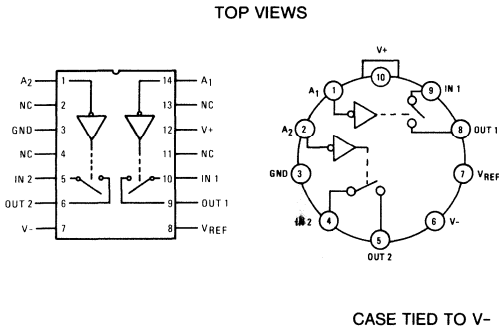 TOP VIEWS
A2 1 14 A1
NC 2 13 NC
GND 3 12 V+
NC 4 11 NC
IN 2 5 10 IN 1
OUT 2 6 9 OUT 1
V- 7 8 VREF
V+
10
A1 1 9 IN 1
A2 2 8 OUT 1
GND 3 7 VREF
2 4 6 V-
5
OUT 2
CASE TIED TO V-